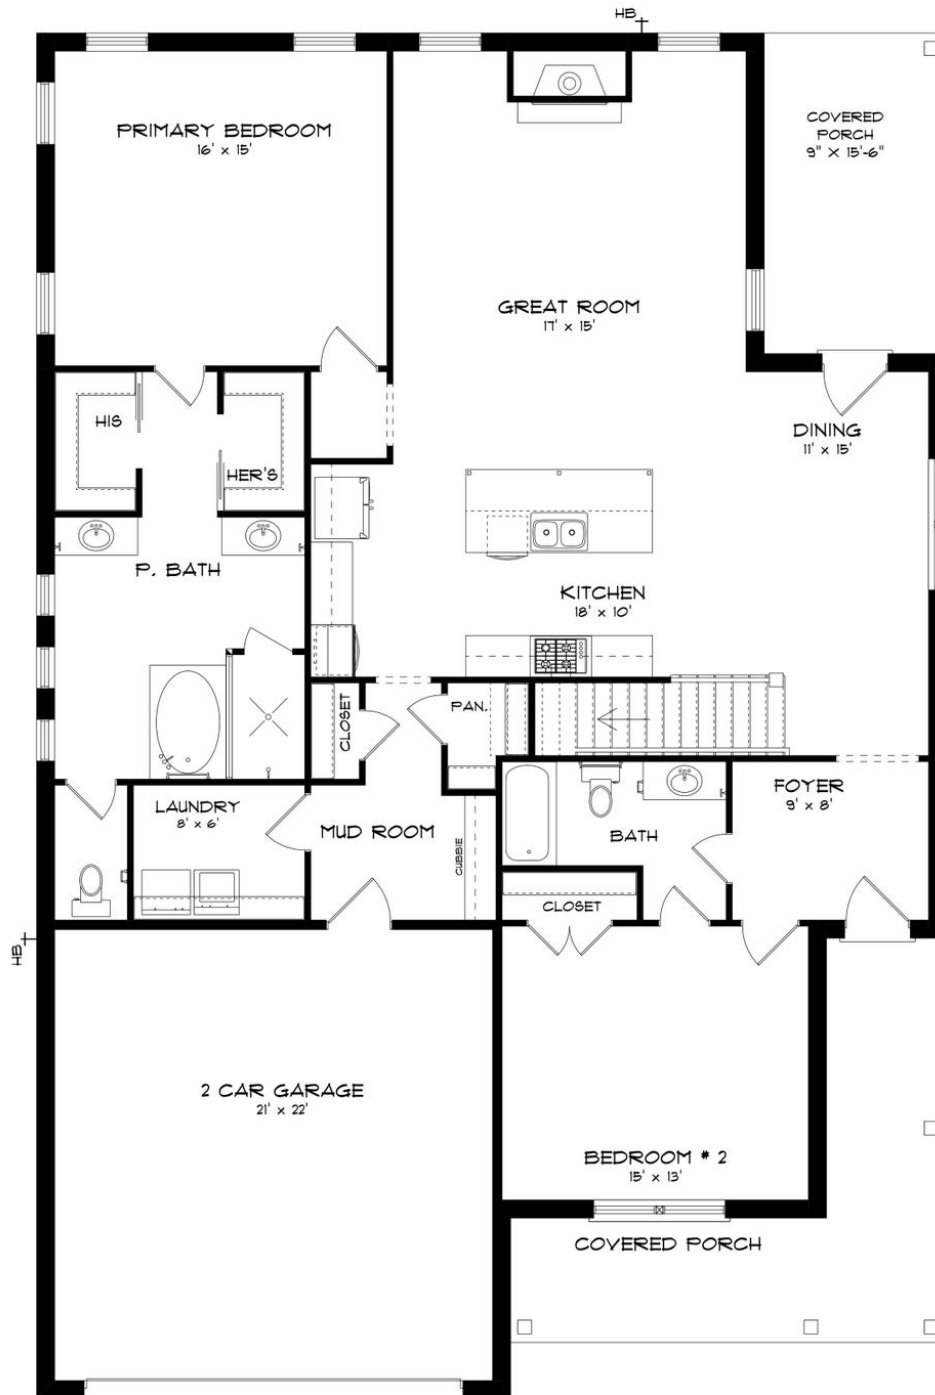 HB
PRIMARY BEDROOM
16' x 15'
COVERED
PORCH
9" X 15'-6"
GREAT ROOM
17' x 15'
HIS
HER'S
DINING
11' x 15'
P. BATH
KITCHEN
18' x 10'
CLOSET
PAN.
LAUNDRY
8' x 6'
MUD ROOM
CUBBIE
BATH
FOYER
9' x 8'
CLOSET
HB
2 CAR GARAGE
21' x 22'
BEDROOM # 2
15' x 13'
COVERED PORCH